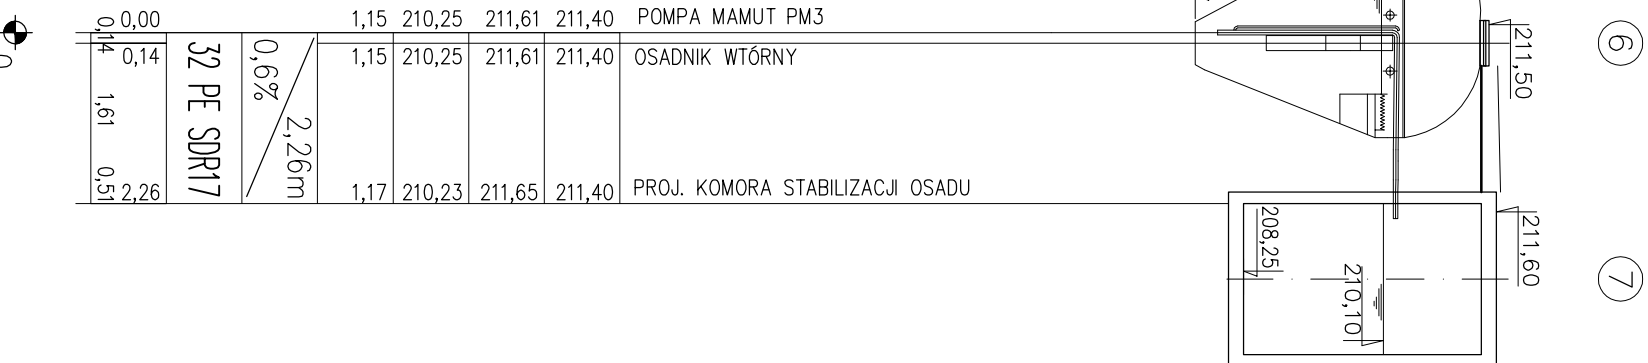 0,00 1,15 210,25 211,61 211,40 POMPA MAMUT PM3
0,14
0,14 1,15 210,25 211,61 211,40 OSADNIK WTÓRNY
1,61
0,51
2,26 1,17 210,23 211,65 211,40 PROJ. KOMORA STABILIZACJI OSADU
32 PE SDR17
0,6%
2,26m
211,50
6
208,25
210,10
211,60
7